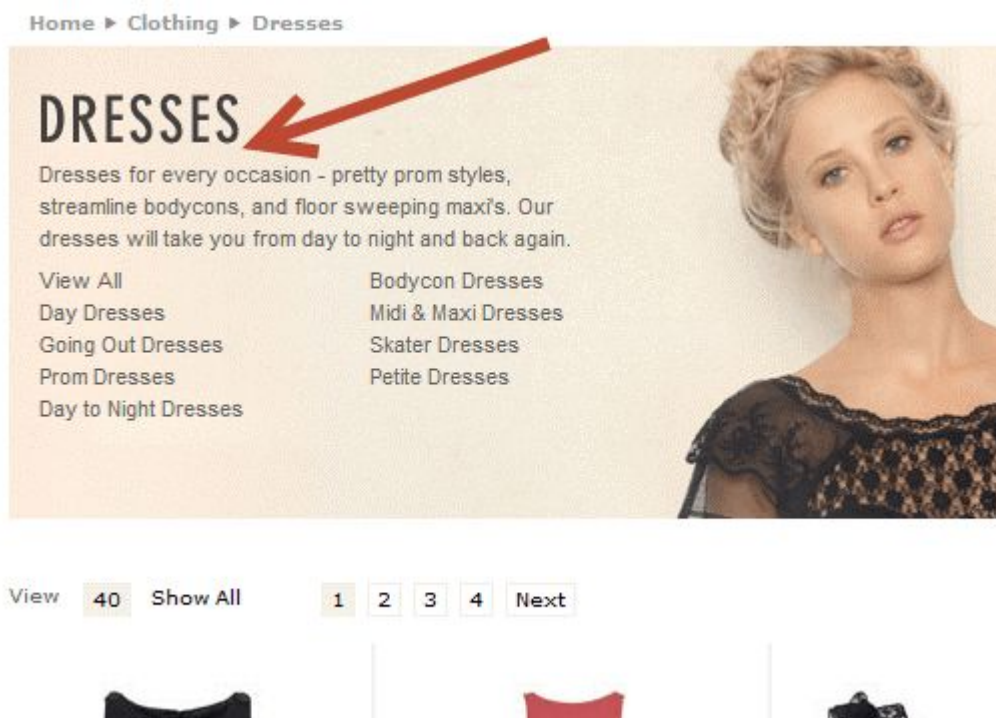 Home ▶ Clothing ▶ Dresses
DRESSES
Dresses for every occasion - pretty prom styles,
streamline bodycons, and floor sweeping maxi's. Our
dresses will take you from day to night and back again.
View All
Day Dresses
Going Out Dresses
Prom Dresses
Day to Night Dresses
Bodycon Dresses
Midi & Maxi Dresses
Skater Dresses
Petite Dresses
View 40 Show All 1 2 3 4 Next